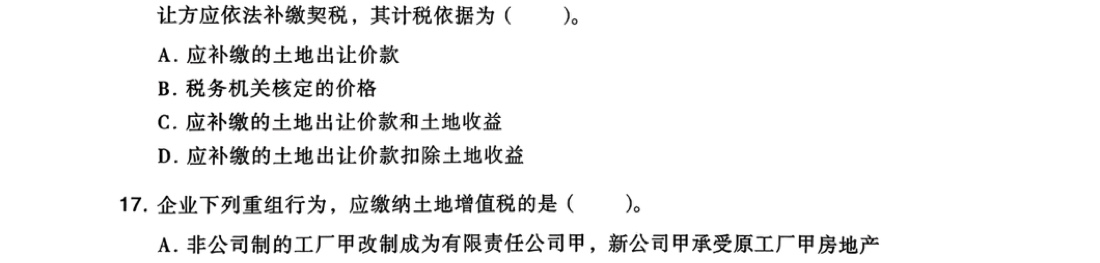 让方应依法补缴契税，其计税依据为（　　）。
A. 应补缴的土地出让价款
B. 税务机关核定的价格
C. 应补缴的土地出让价款和土地收益
D. 应补缴的土地出让价款扣除土地收益
17. 企业下列重组行为，应缴纳土地增值税的是（　　）。
A. 非公司制的工厂甲改制成为有限责任公司甲，新公司甲承受原工厂甲房地产